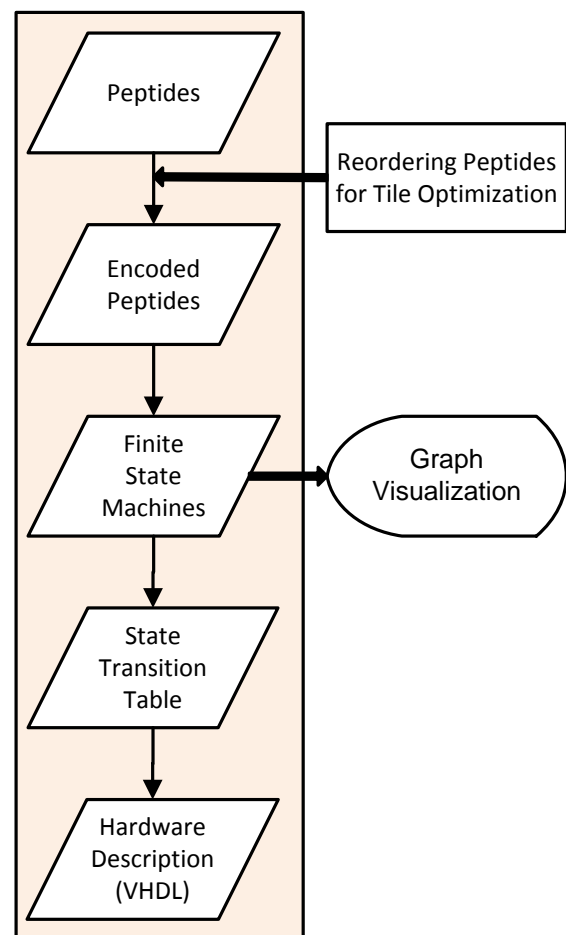 Peptides
Reordering Peptides
for Tile Optimization
Encoded
Peptides
Finite
State
Machines
Graph
Visualization
State
Transition
Table
Hardware
Description
(VHDL)